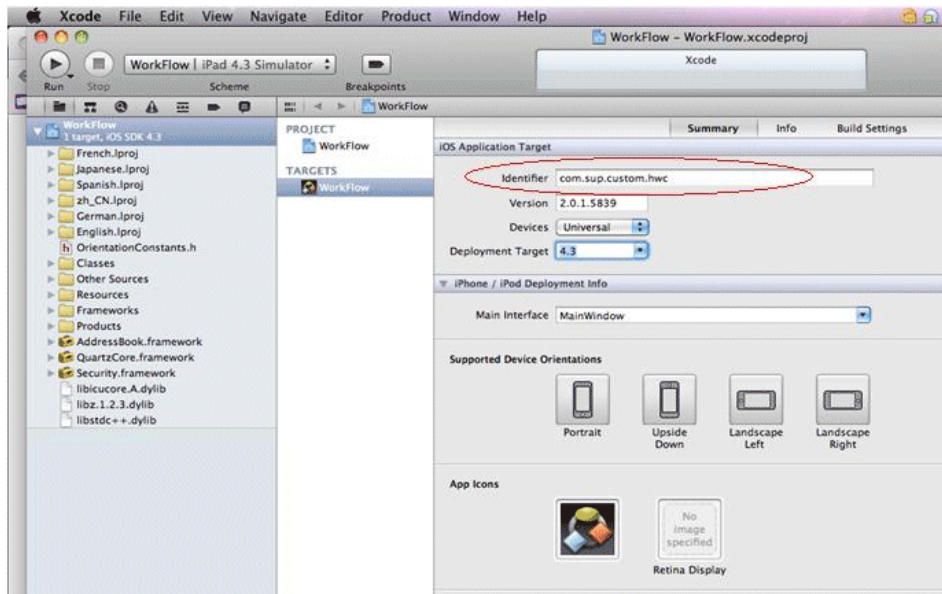 Xcode File Edit View Navigate Editor Product Window Help
WorkFlow – WorkFlow.xcodeproj
WorkFlow | iPad 4.3 Simulator
Xcode
Run Stop Scheme Breakpoints
WorkFlow
WorkFlow
1 target, iOS SDK 4.3
French.lproj
Japanese.lproj
Spanish.lproj
zh_CN.lproj
German.lproj
English.lproj
h OrientationConstants.h
Classes
Other Sources
Resources
Frameworks
Products
AddressBook.framework
QuartzCore.framework
Security.framework
libicucore.A.dylib
libz.1.2.3.dylib
libstdc++.dylib
PROJECT
WorkFlow
TARGETS
WorkFlow
Summary Info Build Settings
iOS Application Target
Identifier com.sup.custom.hwc
Version 2.0.1.5839
Devices Universal
Deployment Target 4.3
iPhone / iPod Deployment Info
Main Interface MainWindow
Supported Device Orientations
Portrait
Upside
Down
Landscape
Left
Landscape
Right
App Icons
No
image
specified
Retina Display